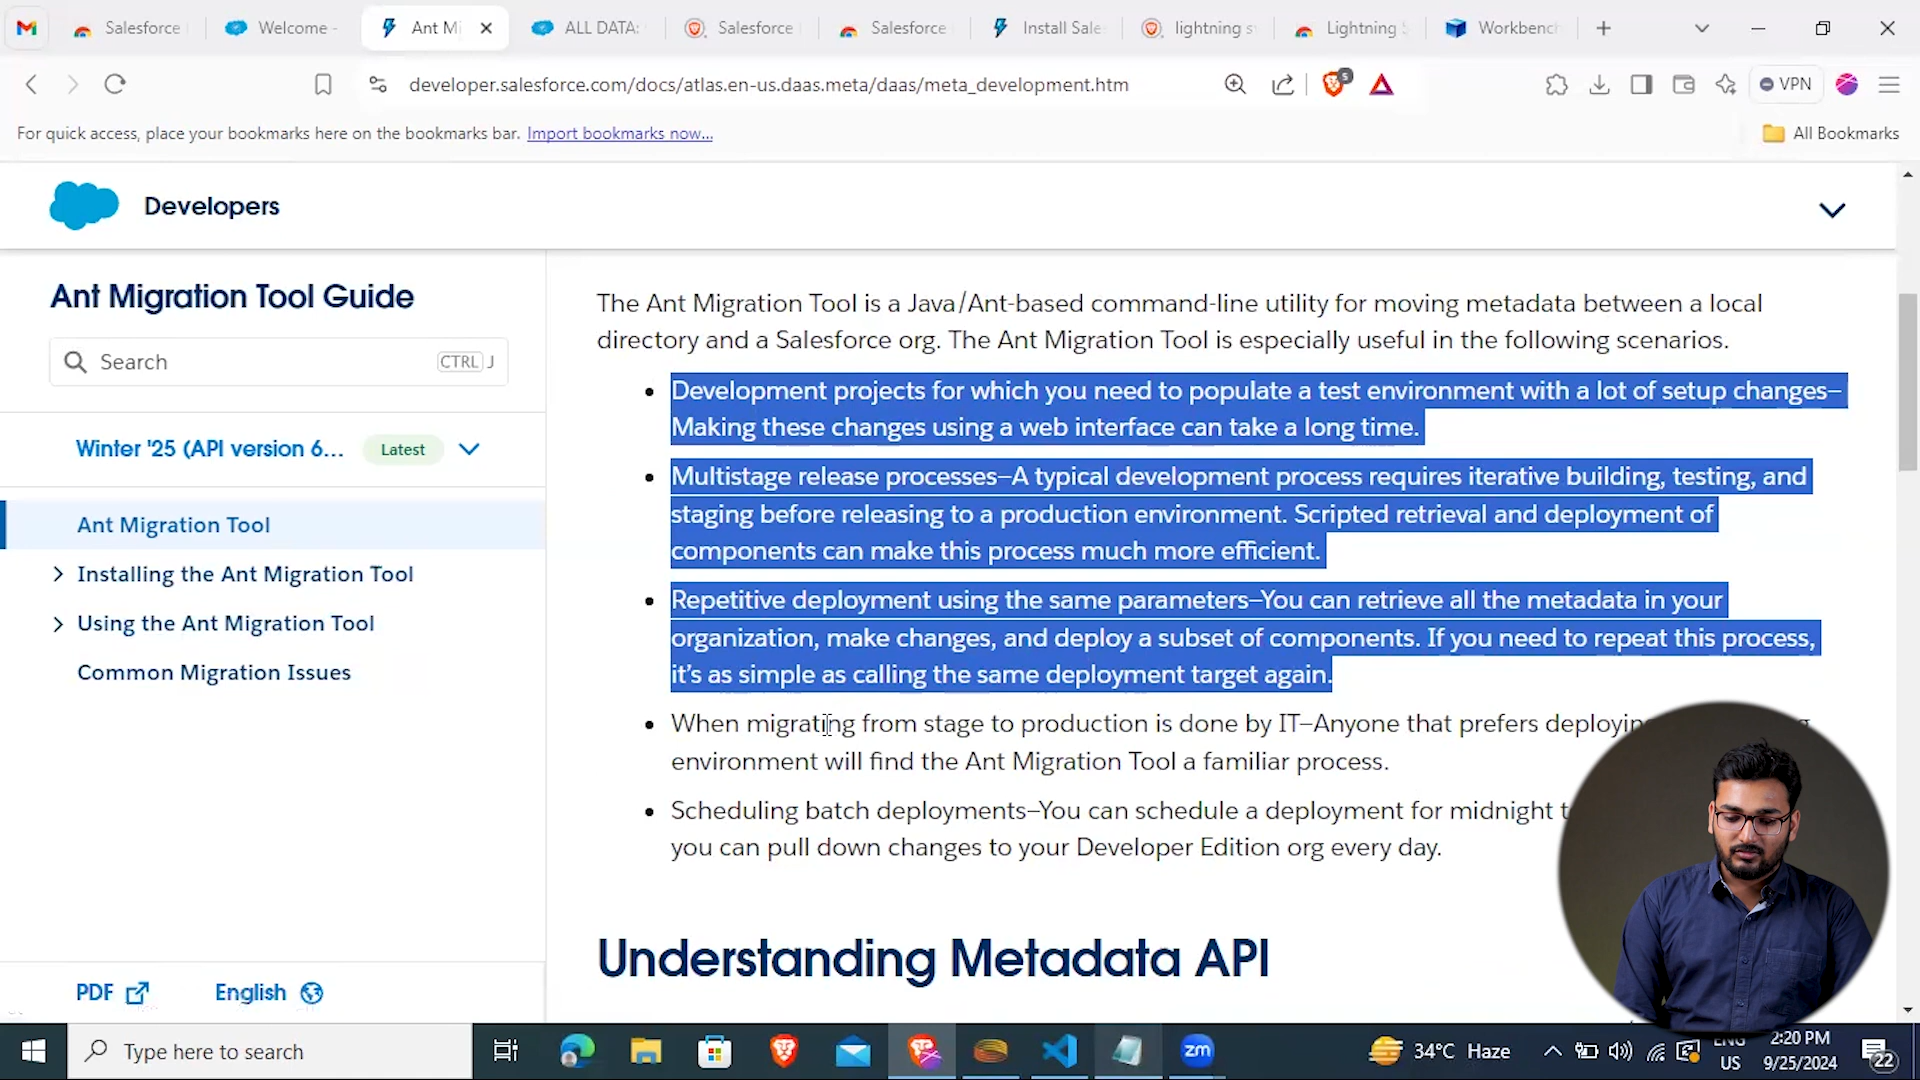 Salesforce
Welcome -
Ant Mi
ALL DATA:
Salesforce
Salesforce
Install Sale
lightning s
Lightning S
Workbench
developer.salesforce.com/docs/atlas.en-us.daas.meta/daas/meta_development.htm
5
VPN
For quick access, place your bookmarks here on the bookmarks bar. Import bookmarks now...
All Bookmarks
Developers
Ant Migration Tool Guide
Search
CTRL J
Winter '25 (API version 6...
Latest
Ant Migration Tool
Installing the Ant Migration Tool
Using the Ant Migration Tool
Common Migration Issues
PDF
English
The Ant Migration Tool is a Java/Ant-based command-line utility for moving metadata between a local
directory and a Salesforce org. The Ant Migration Tool is especially useful in the following scenarios.
• Development projects for which you need to populate a test environment with a lot of setup changes—
Making these changes using a web interface can take a long time.
• Multistage release processes—A typical development process requires iterative building, testing, and
staging before releasing to a production environment. Scripted retrieval and deployment of
components can make this process much more efficient.
• Repetitive deployment using the same parameters—You can retrieve all the metadata in your
organization, make changes, and deploy a subset of components. If you need to repeat this process,
it's as simple as calling the same deployment target again.
• When migrating from stage to production is done by IT—Anyone that prefers deployin
environment will find the Ant Migration Tool a familiar process.
• Scheduling batch deployments—You can schedule a deployment for midnight t
you can pull down changes to your Developer Edition org every day.
Understanding Metadata API
Type here to search
zm
34°C Haze
ENG
US
2:20 PM
9/25/2024
22